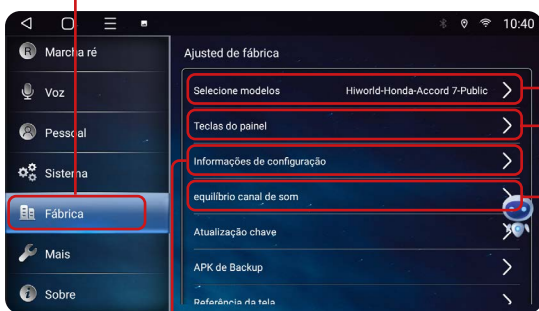 10:40
Marcha ré
Ajusted de fábrica
Voz
Selecione modelos Hiworld-Honda-Accord 7-Public
Pessoal
Teclas do painel
Sistema
Informações de configuração
Fábrica
equilíbrio canal de som
Mais
Atualização chave
Sobre
APK de Backup
Referência da tela